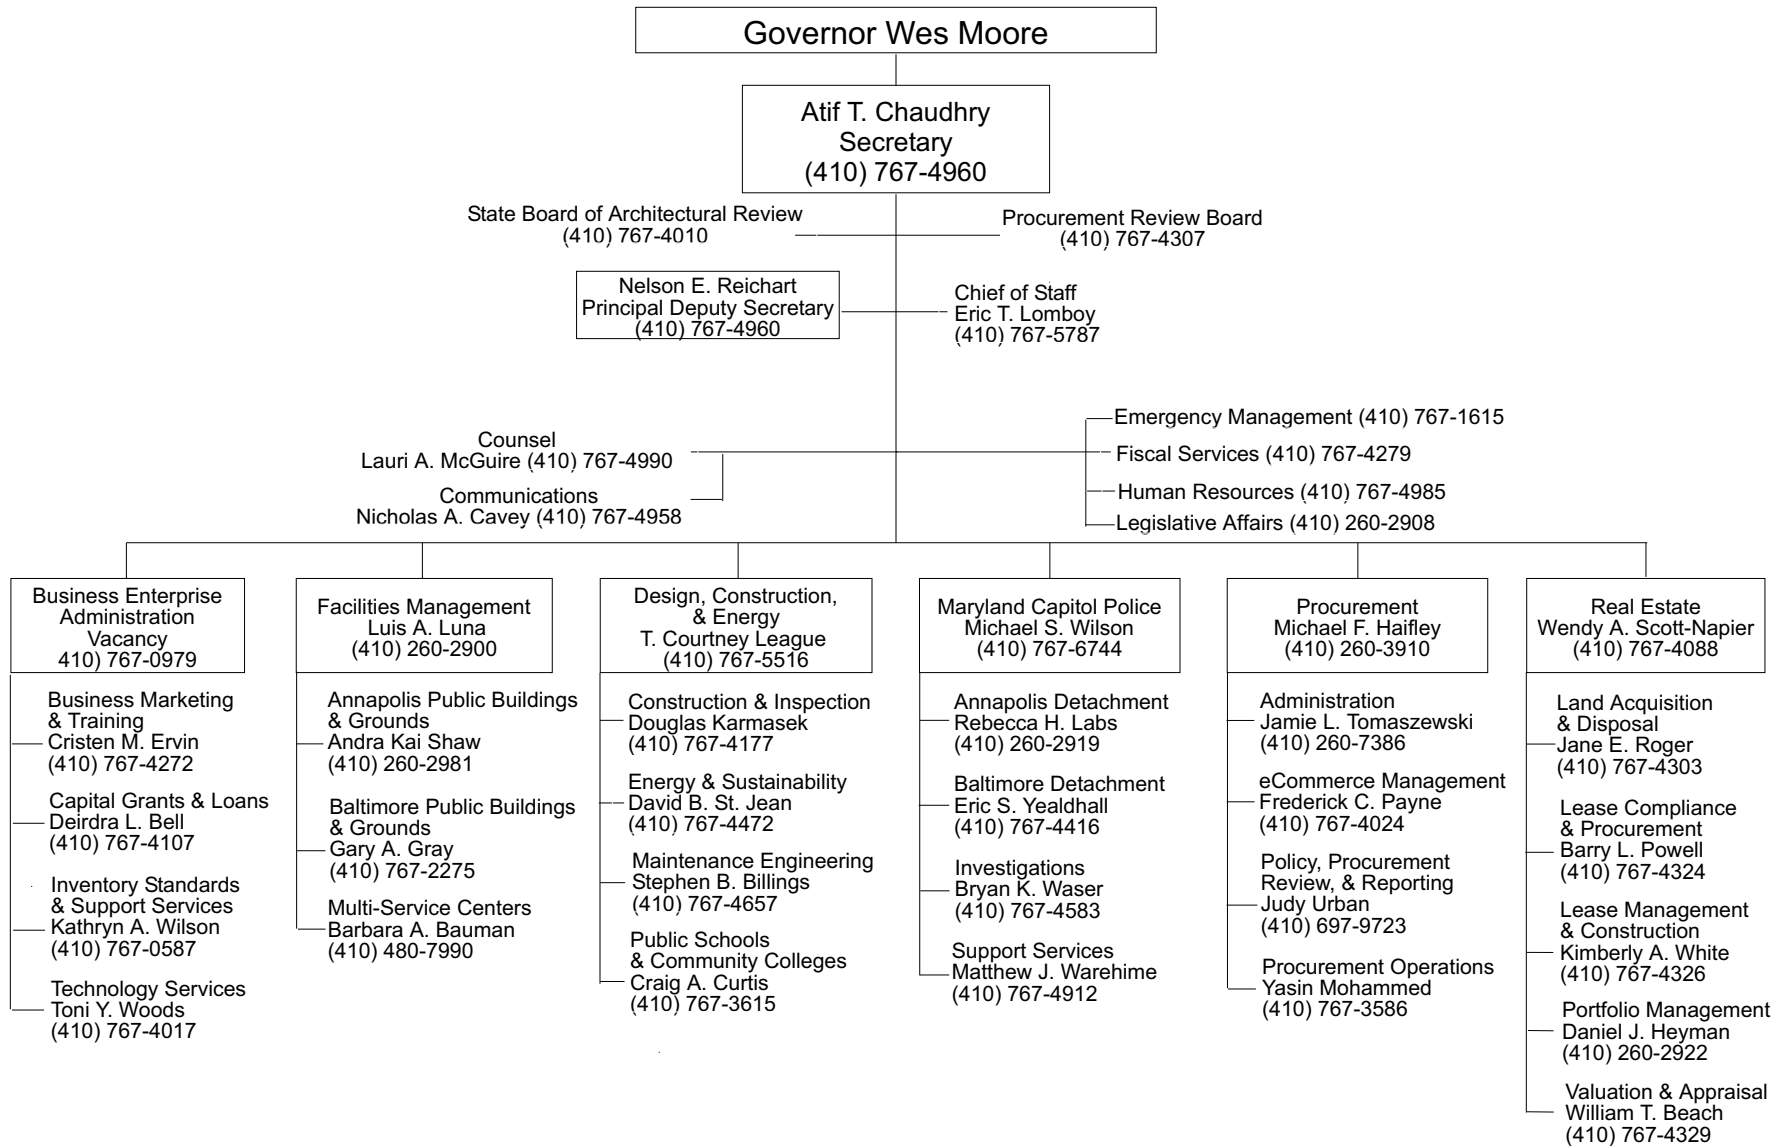 Governor Wes Moore
Atif T. Chaudhry
Secretary
(410) 767-4960
State Board of Architectural Review
(410) 767-4010
Procurement Review Board
(410) 767-4307
Nelson E. Reichart
Principal Deputy Secretary
(410) 767-4960
Chief of Staff
Eric T. Lomboy
(410) 767-5787
Counsel
Lauri A. McGuire (410) 767-4990
Communications
Nicholas A. Cavey (410) 767-4958
Emergency Management (410) 767-1615
Fiscal Services (410) 767-4279
Human Resources (410) 767-4985
Legislative Affairs (410) 260-2908
Business Enterprise
Administration
Vacancy
410) 767-0979
Business Marketing
& Training
Cristen M. Ervin
(410) 767-4272
Capital Grants & Loans
Deirdra L. Bell
(410) 767-4107
Inventory Standards
& Support Services
Kathryn A. Wilson
(410) 767-0587
Technology Services
Toni Y. Woods
(410) 767-4017
Facilities Management
Luis A. Luna
(410) 260-2900
Annapolis Public Buildings
& Grounds
Andra Kai Shaw
(410) 260-2981
Baltimore Public Buildings
& Grounds
Gary A. Gray
(410) 767-2275
Multi-Service Centers
Barbara A. Bauman
(410) 480-7990
Design, Construction,
& Energy
T. Courtney League
(410) 767-5516
Construction & Inspection
Douglas Karmasek
(410) 767-4177
Energy & Sustainability
David B. St. Jean
(410) 767-4472
Maintenance Engineering
Stephen B. Billings
(410) 767-4657
Public Schools
& Community Colleges
Craig A. Curtis
(410) 767-3615
Maryland Capitol Police
Michael S. Wilson
(410) 767-6744
Annapolis Detachment
Rebecca H. Labs
(410) 260-2919
Baltimore Detachment
Eric S. Yealdhall
(410) 767-4416
Investigations
Bryan K. Waser
(410) 767-4583
Support Services
Matthew J. Warehime
(410) 767-4912
Procurement
Michael F. Haifley
(410) 260-3910
Administration
Jamie L. Tomaszewski
(410) 260-7386
eCommerce Management
Frederick C. Payne
(410) 767-4024
Policy, Procurement
Review, & Reporting
Judy Urban
(410) 697-9723
Procurement Operations
Yasin Mohammed
(410) 767-3586
Real Estate
Wendy A. Scott-Napier
(410) 767-4088
Land Acquisition
& Disposal
Jane E. Roger
(410) 767-4303
Lease Compliance
& Procurement
Barry L. Powell
(410) 767-4324
Lease Management
& Construction
Kimberly A. White
(410) 767-4326
Portfolio Management
Daniel J. Heyman
(410) 260-2922
Valuation & Appraisal
William T. Beach
(410) 767-4329